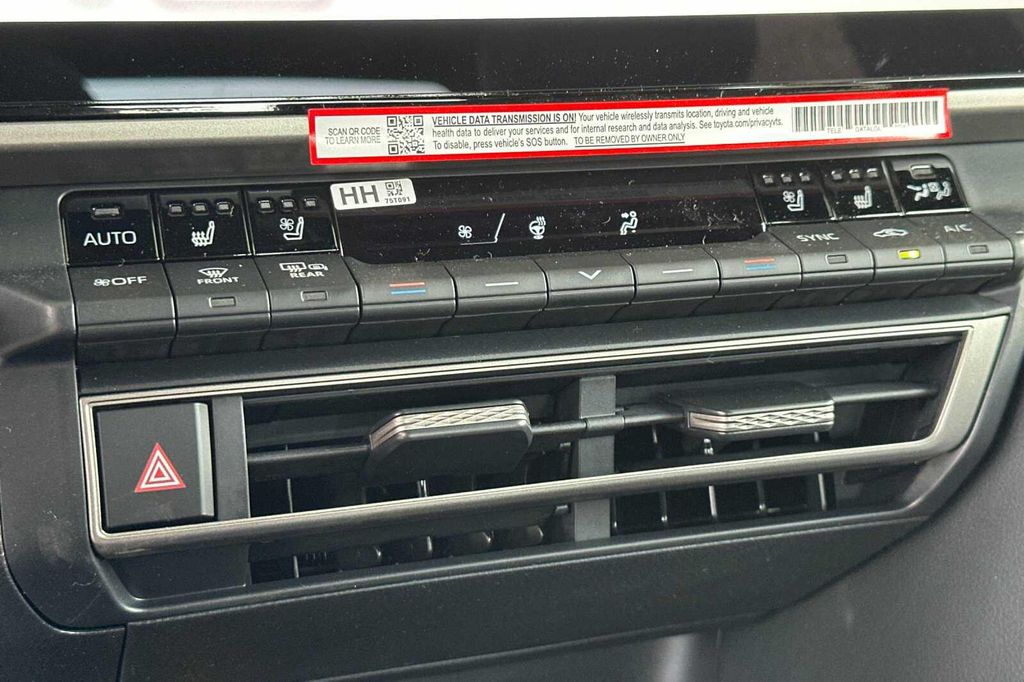 SCAN QR CODE
TO LEARN MORE
VEHICLE DATA TRANSMISSION IS ON! Your vehicle wirelessly transmits location, driving and vehicle
health data to deliver your services and for internal research and data analysis. See toyota.com/privacyvts.
To disable, press vehicle's SOS button. TO BE REMOVED BY OWNER ONLY
HH
75T091
AUTO
OFF
FRONT
REAR
SYNC
A/C